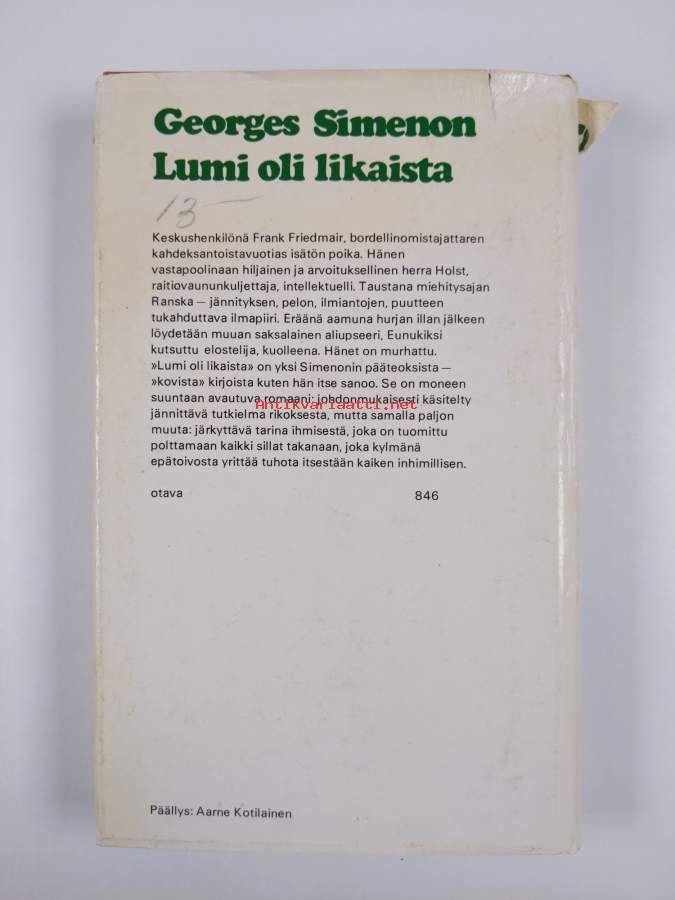 Georges Simenon
Lumi oli likaista
13-
Keskushenkilönä Frank Friedmair, bordellinomistajattaren
kahdeksantoistavuotias isätön poika. Hänen
vastapoolinaan hiljainen ja arvoituksellinen herra Holst,
raitiovaununkuljettaja, intellektuelli. Taustana miehitysajan
Ranska — jännityksen, pelon, ilmiantojen, puutteen
tukahduttava ilmapiiri. Eräänä aamuna hurjan illan jälkeen
löydetään muuan saksalainen aliupseeri, Eunukiksi
kutsuttu elostelija, kuolleena. Hänet on murhattu.
»Lumi oli likaista» on yksi Simenonin pääteoksista —
»kovista» kirjoista kuten hän itse sanoo. Se on moneen
suuntaan avautuva romaani: johdonmukaisesti käsitelty
Antikvariaatti.net
jännittävä tutkielma rikoksesta, mutta samalla paljon
muuta: järkyttävä tarina ihmisestä, joka on tuomittu
polttamaan kaikki sillat takanaan, joka kylmänä
epätoivosta yrittää tuhota itsestään kaiken inhimillisen.
otava 846
Päällys: Aarne Kotilainen